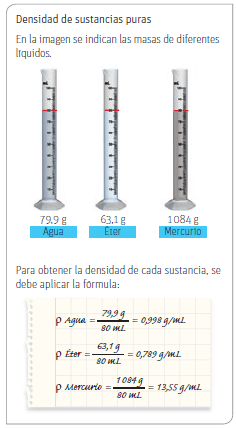 Densidad de sustancias puras
En la imagen se indican las masas de diferentes
líquidos.
79,9 g
63,1 g
1 084 g
Agua
Éter
Mercurio
Para obtener la densidad de cada sustancia, se
debe aplicar la fórmula:
ρ Agua = 79,9 g / 80 mL = 0,998 g/mL
ρ Éter = 63,1 g / 80 mL = 0,789 g/mL
ρ Mercurio = 1 084 g / 80 mL = 13,55 g/mL